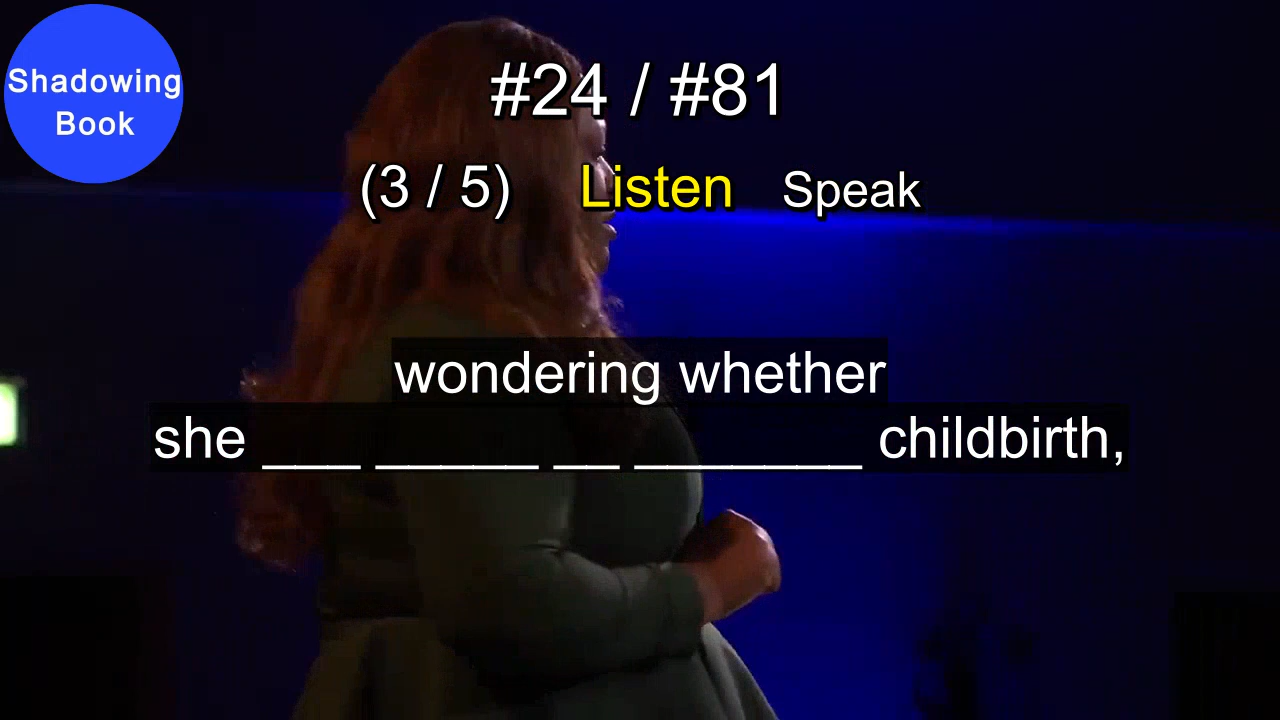 Shadowing
Book
#24 / #81
(3 / 5) Listen Speak
wondering whether
she ___ _____ __ _______ childbirth,